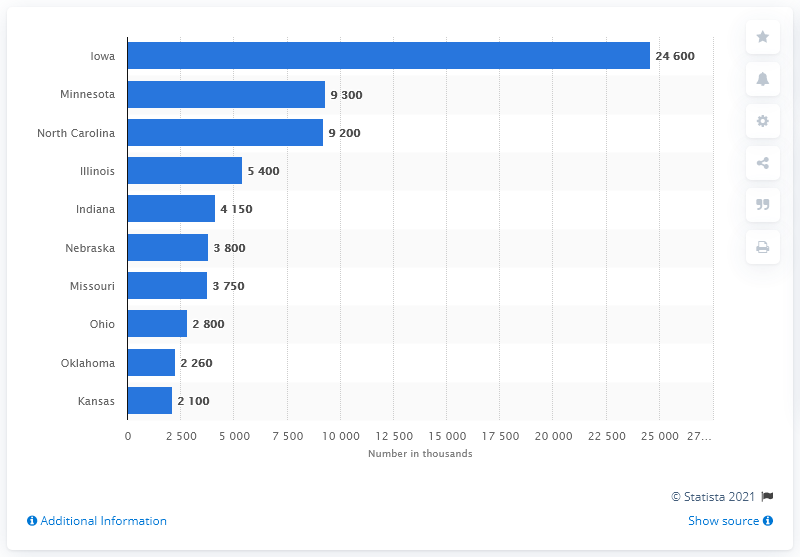 Iowa 24 600
Minnesota 9 300
North Carolina 9 200
Illinois 5 400
Indiana 4 150
Nebraska 3 800
Missouri 3 750
Ohio 2 800
Oklahoma 2 260
Kansas 2 100
0 2 500 5 000 7 500 10 000 12 500 15 000 17 500 20 000 22 500 25 000 27...
Number in thousands
© Statista 2021
Additional Information Show source